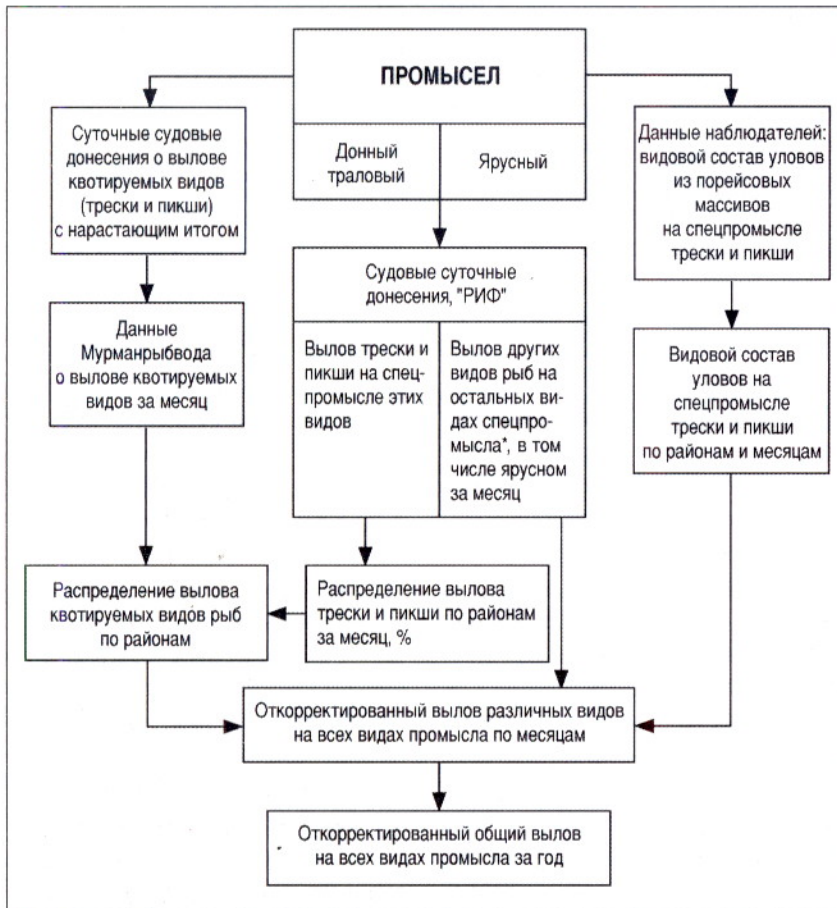 ПРОМЫСЕЛ
Донный
траловый
Ярусный
Суточные судовые
донесения о вылове
квотируемых видов
(трески и пикши)
с нарастающим итогом
Данные наблюдателей:
видовой состав уловов
из порейсовых
массивов
на спецпромысле
трески и пикши
Судовые суточные
донесения, "РИФ"
Вылов трески и
пикши на спец-
промысле этих
видов
Вылов других
видов рыб на
остальных ви-
дах спецпро-
мысла*, в том
числе ярусном
за месяц
Данные
Мурманрыбвода
о вылове квотируемых
видов за месяц
Видовой состав
уловов на
спецпромысле
трески и пикши
по районам и месяцам
Распределение вылова
квотируемых видов рыб
по районам
Распределение вылова
трески и пикши по районам
за месяц, %
Откорректированный вылов различных видов
на всех видах промысла по месяцам
Откорректированный общий вылов
на всех видах промысла за год